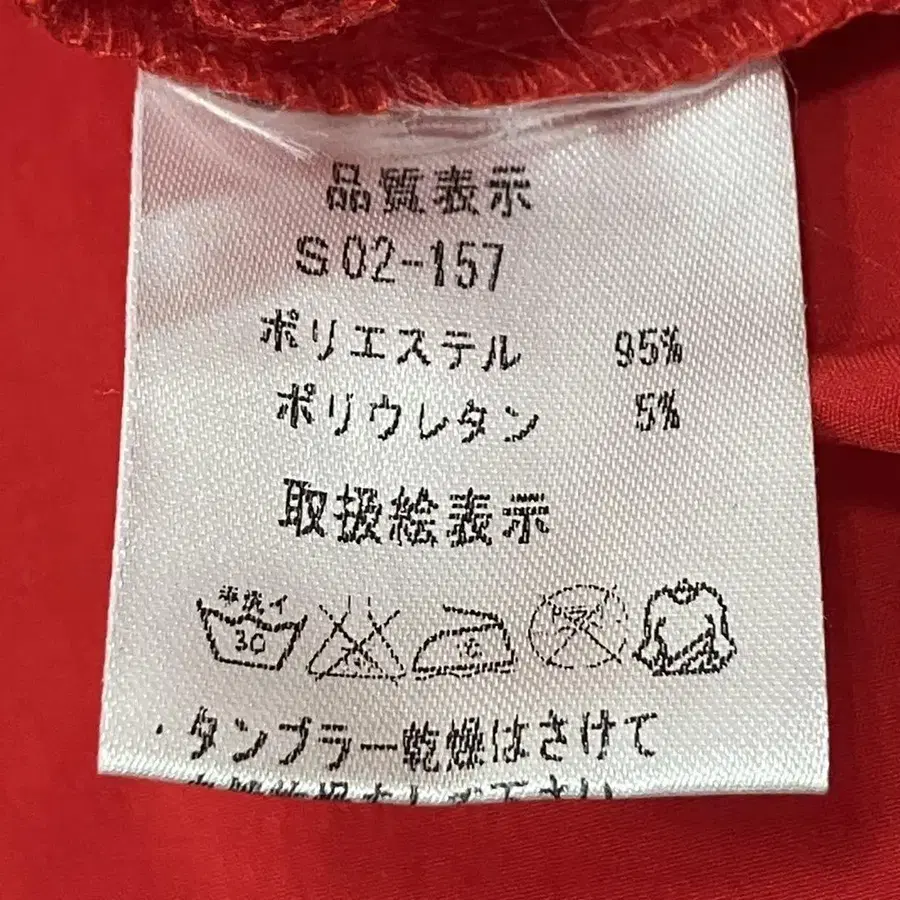 品質表示
S02-157
ポリエステル 95%
ポリウレタン 5%
取扱絵表示
手洗イ
30
・タンブラー乾燥はさけて